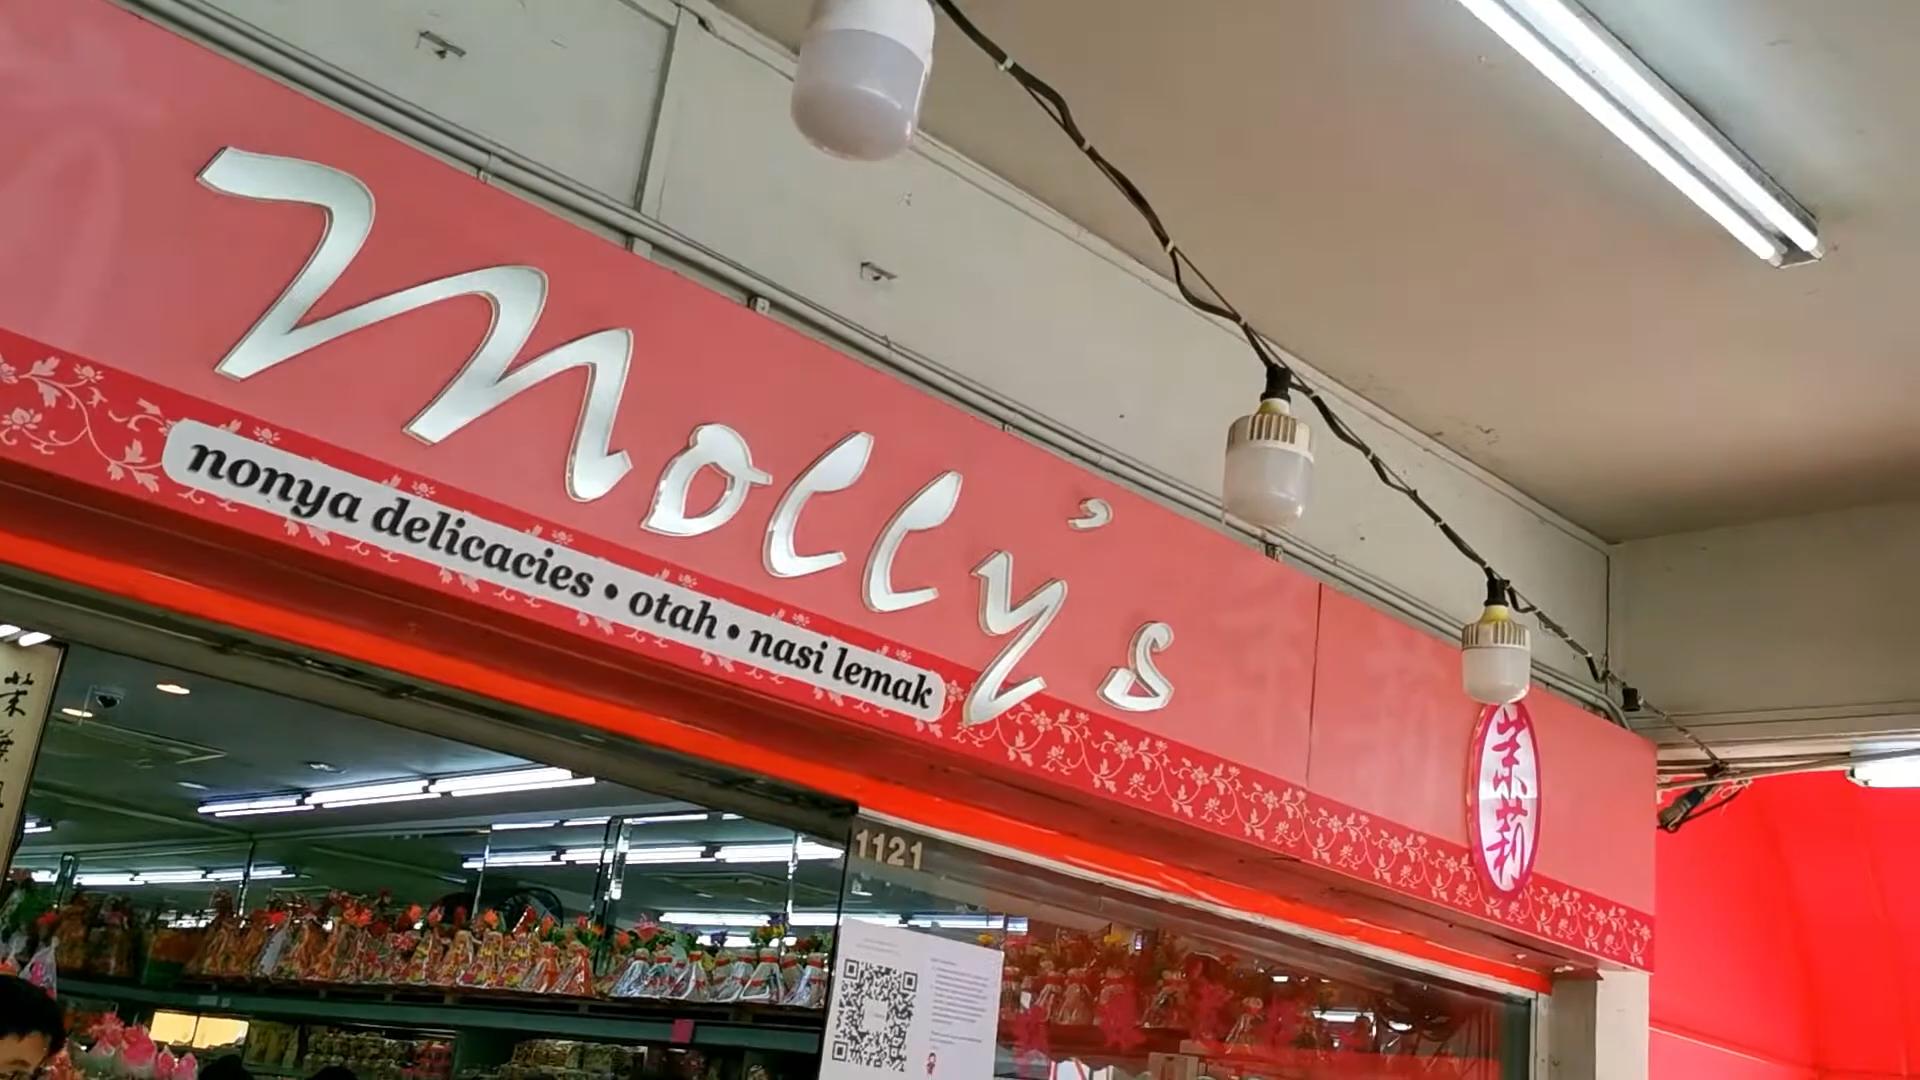 molly's
nonya delicacies • otah • nasi lemak
茉莉
1121